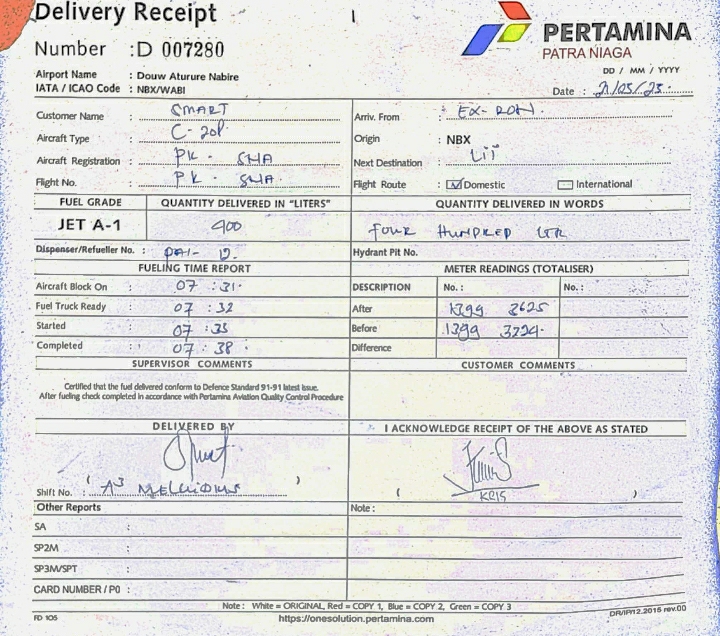 Delivery Receipt
PERTAMINA
PATRA NIAGA
Number : D 007280
DD / MM / YYYY
Airport Name : Douw Aturure Nabire
IATA / ICAO Code : NBX/WABI
Date : 21/05/25
Customer Name : SMART
Arriv. From : EX-RON.
Aircraft Type : C-208
Origin : NBX
Aircraft Registration : PK - SNA
Next Destination : LII
Flight No. : PK - SNA.
Flight Route : Domestic International
FUEL GRADE QUANTITY DELIVERED IN "LITERS" QUANTITY DELIVERED IN WORDS
JET A-1 400 FOUR HUNDRED LTR
Dispenser/Refueller No. :
Hydrant Pit No.
FUELING TIME REPORT METER READINGS (TOTALISER)
Aircraft Block On : 07 : 31.
DESCRIPTION No. : No. :
Fuel Truck Ready : 07 : 32
After 1399 3625
Started : 07 : 33
Before 1399 3224.
Completed : 07 : 38.
Difference
SUPERVISOR COMMENTS CUSTOMER COMMENTS
Certified that the fuel delivered conform to Defence Standard 91-91 latest issue.
After fueling check completed in accordance with Pertamina Aviation Quality Control Procedure
DELIVERED BY I ACKNOWLEDGE RECEIPT OF THE ABOVE AS STATED
Shift No. : ( )
( KRIS )
Other Reports Note :
SA :
SP2M :
SP3M/SPT :
CARD NUMBER / PO :
Note : White = ORIGINAL, Red = COPY 1, Blue = COPY 2, Green = COPY 3
FD 105 https://onesolution.pertamina.com rev.00